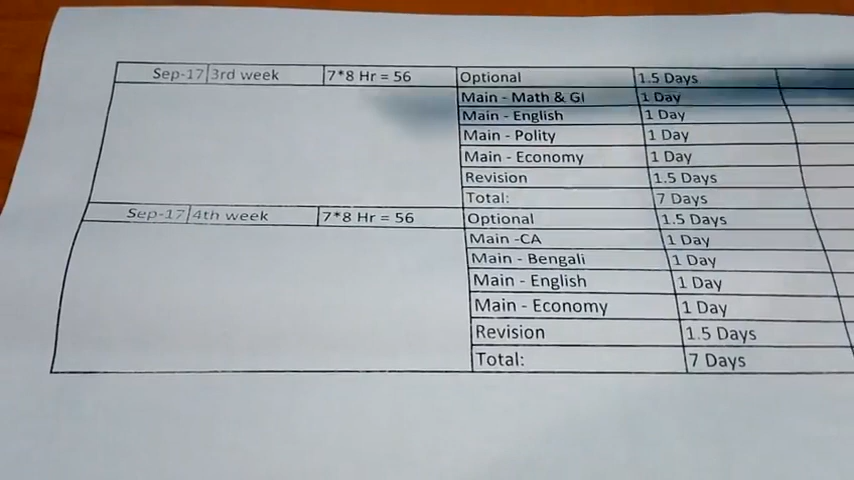 Sep-17 3rd week 7*8 Hr = 56 Optional 1.5 Days
Main - Math & GI 1 Day
Main - English 1 Day
Main - Polity 1 Day
Main - Economy 1 Day
Revision 1.5 Days
Total: 7 Days
Sep-17 4th week 7*8 Hr = 56 Optional 1.5 Days
Main -CA 1 Day
Main - Bengali 1 Day
Main - English 1 Day
Main - Economy 1 Day
Revision 1.5 Days
Total: 7 Days